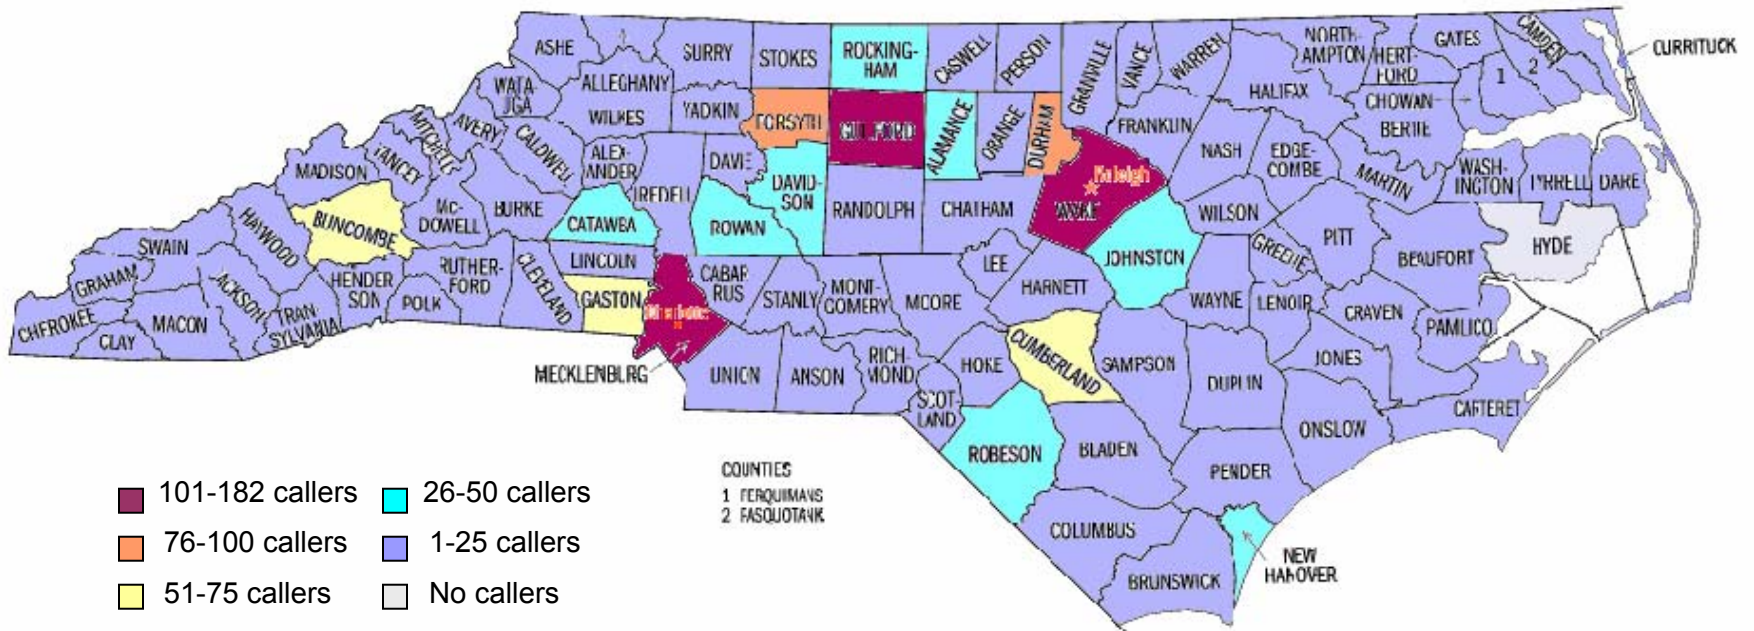 ASHE
SURRY
STOKES
ROCKING-
HAM
CASWELL
PERSON
GRANVILLE
VANCE
WARREN
NORTH-
AMPTON
HERT-
FORD
GATES
CAMDEN
CURRITUCK
1
2
WATA-
UGA
ALLEGHANY
WILKES
YADKIN
FORSYTH
GUILFORD
ALAMANCE
ORANGE
DURHAM
FRANKLIN
HALIFAX
CHOWAN
BERTIE
MITCHELL
AVERY
CALDWELL
ALEX-
ANDER
IREDELL
DAVIE
DAVID-
SON
Raleigh
WAKE
NASH
EDGE-
COMBE
MARTIN
WASH-
INGTON
TYRRELL
DARE
MADISON
YANCEY
MC-
DOWELL
BURKE
CATAWBA
ROWAN
RANDOLPH
CHATHAM
JOHNSTON
WILSON
GREENE
PITT
BEAUFORT
HYDE
SWAIN
HAYWOOD
BUNCOMBE
RUTHER-
FORD
CLEVELAND
LINCOLN
CABAR
RUS
STANLY
MONT-
GOMERY
MOORE
LEE
HARNETT
WAYNE
LENOIR
CRAVEN
PAMLICO
GRAHAM
CHEROKEE
CLAY
MACON
JACKSON
TRAN
SYLVANIA
HENDER
SON
POLK
GASTON
Charlotte
MECKLENBURG
UNION
ANSON
RICH-
MOND
SCOT-
LAND
HOKE
CUMBERLAND
SAMPSON
DUPLIN
JONES
CARTERET
ONSLOW
ROBESON
BLADEN
PENDER
COLUMBUS
BRUNSWICK
NEW
HANOVER
COUNTIES
1 PERQUIMANS
2 PASQUOTANK
101-182 callers
26-50 callers
76-100 callers
1-25 callers
51-75 callers
No callers